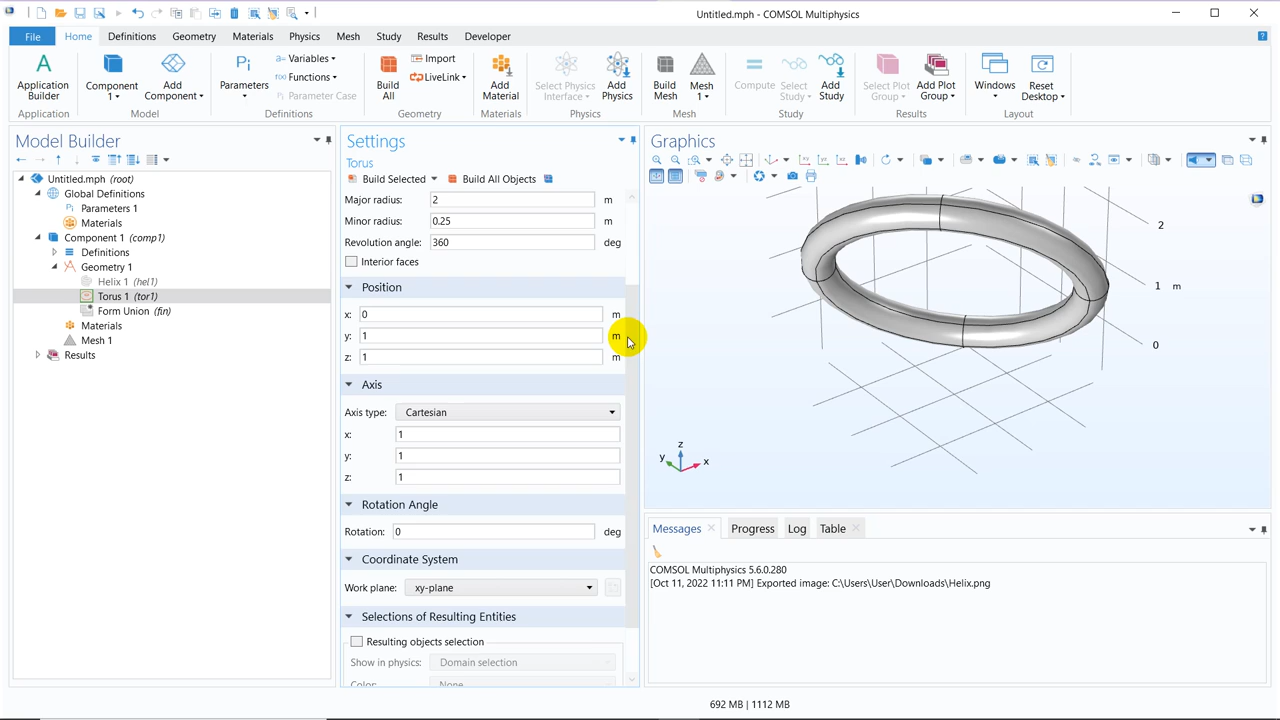 Untitled.mph - COMSOL Multiphysics
File Home Definitions Geometry Materials Physics Mesh Study Results Developer
Application Builder
Component 1
Add Component
Pi
Parameters
a= Variables
f(x) Functions
Parameter Case
Build All
Import
LiveLink
Add Material
Select Physics Interface
Add Physics
Build Mesh
Mesh 1
Compute
Select Study
Add Study
Select Plot Group
Add Plot Group
Windows
Reset Desktop
Application Model Definitions Geometry Materials Physics Mesh Study Results Layout
Model Builder
Untitled.mph (root)
Global Definitions
Parameters 1
Materials
Component 1 (comp1)
Definitions
Geometry 1
Helix 1 (hel1)
Torus 1 (tor1)
Form Union (fin)
Materials
Mesh 1
Results
Settings
Torus
Build Selected Build All Objects
Major radius: 2 m
Minor radius: 0.25 m
Revolution angle: 360 deg
Interior faces
Position
x: 0 m
y: 1 m
z: 1 m
Axis
Axis type: Cartesian
x: 1
y: 1
z: 1
Rotation Angle
Rotation: 0 deg
Coordinate System
Work plane: xy-plane
Selections of Resulting Entities
Resulting objects selection
Show in physics: Domain selection
Color: None
Graphics
2
1 m
0
z
y x
Messages Progress Log Table
COMSOL Multiphysics 5.6.0.280
[Oct 11, 2022 11:11 PM] Exported image: C:\Users\User\Downloads\Helix.png
692 MB | 1112 MB